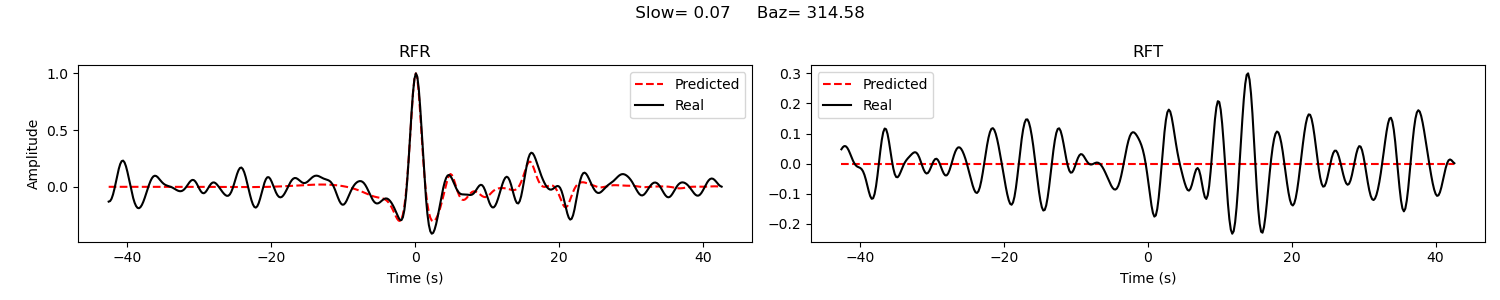 Slow= 0.07 Baz= 314.58
RFR
RFT
Amplitude
1.0
0.5
0.0
Predicted
Real
−40
−20
0
20
40
Time (s)
0.3
0.2
0.1
0.0
−0.1
−0.2
Predicted
Real
−40
−20
0
20
40
Time (s)